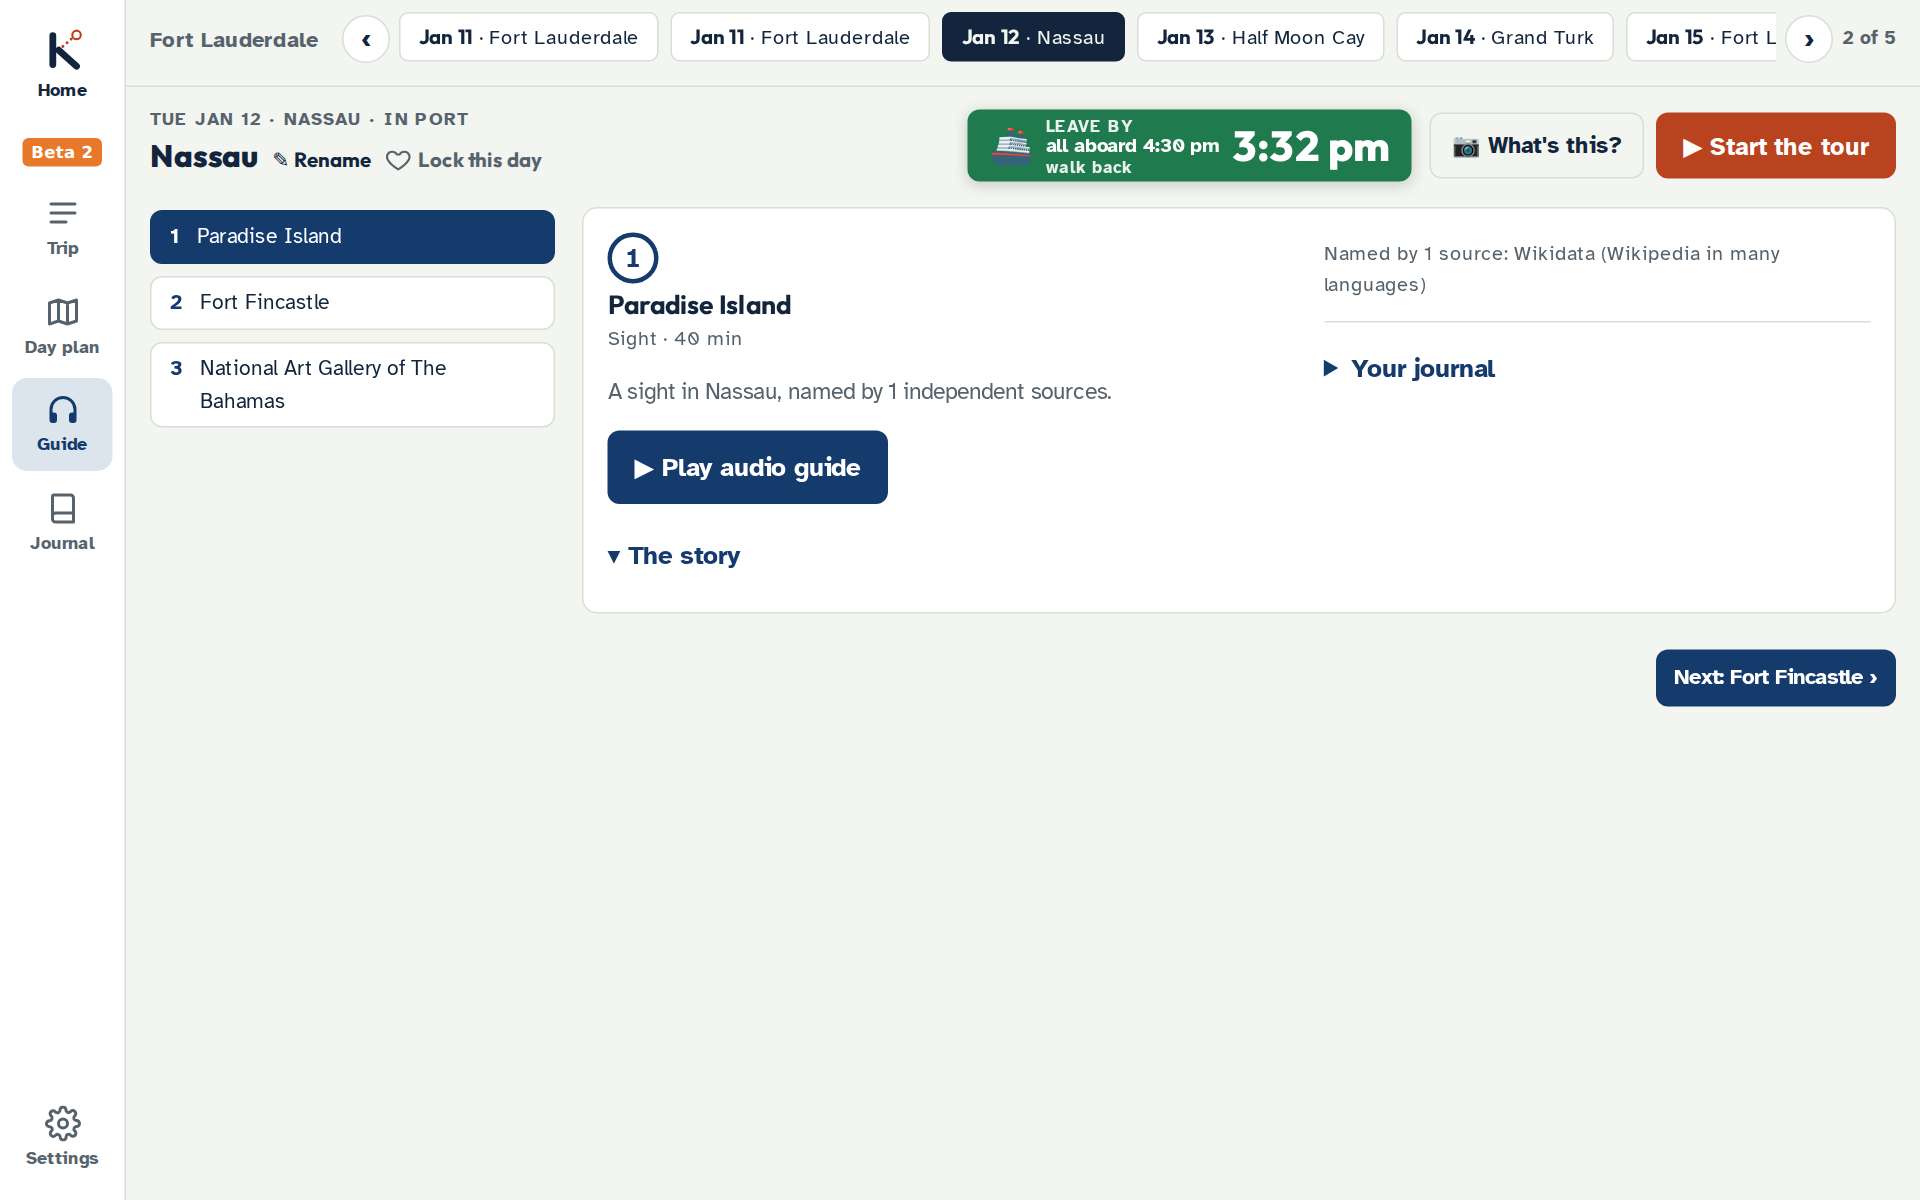 Home
Beta 2
Trip
Day plan
Guide
Journal
Settings
Fort Lauderdale
‹
Jan 11 · Fort Lauderdale
Jan 11 · Fort Lauderdale
Jan 12 · Nassau
Jan 13 · Half Moon Cay
Jan 14 · Grand Turk
Jan 15 · Fort L
›
2 of 5
TUE JAN 12 · NASSAU · IN PORT
Nassau ✎ Rename ♡ Lock this day
LEAVE BY
all aboard 4:30 pm
walk back
3:32 pm
📷 What's this?
▶ Start the tour
1 Paradise Island
2 Fort Fincastle
3 National Art Gallery of The
Bahamas
1
Paradise Island
Sight · 40 min
A sight in Nassau, named by 1 independent sources.
▶ Play audio guide
▼ The story
Named by 1 source: Wikidata (Wikipedia in many
languages)
▶ Your journal
Next: Fort Fincastle ›